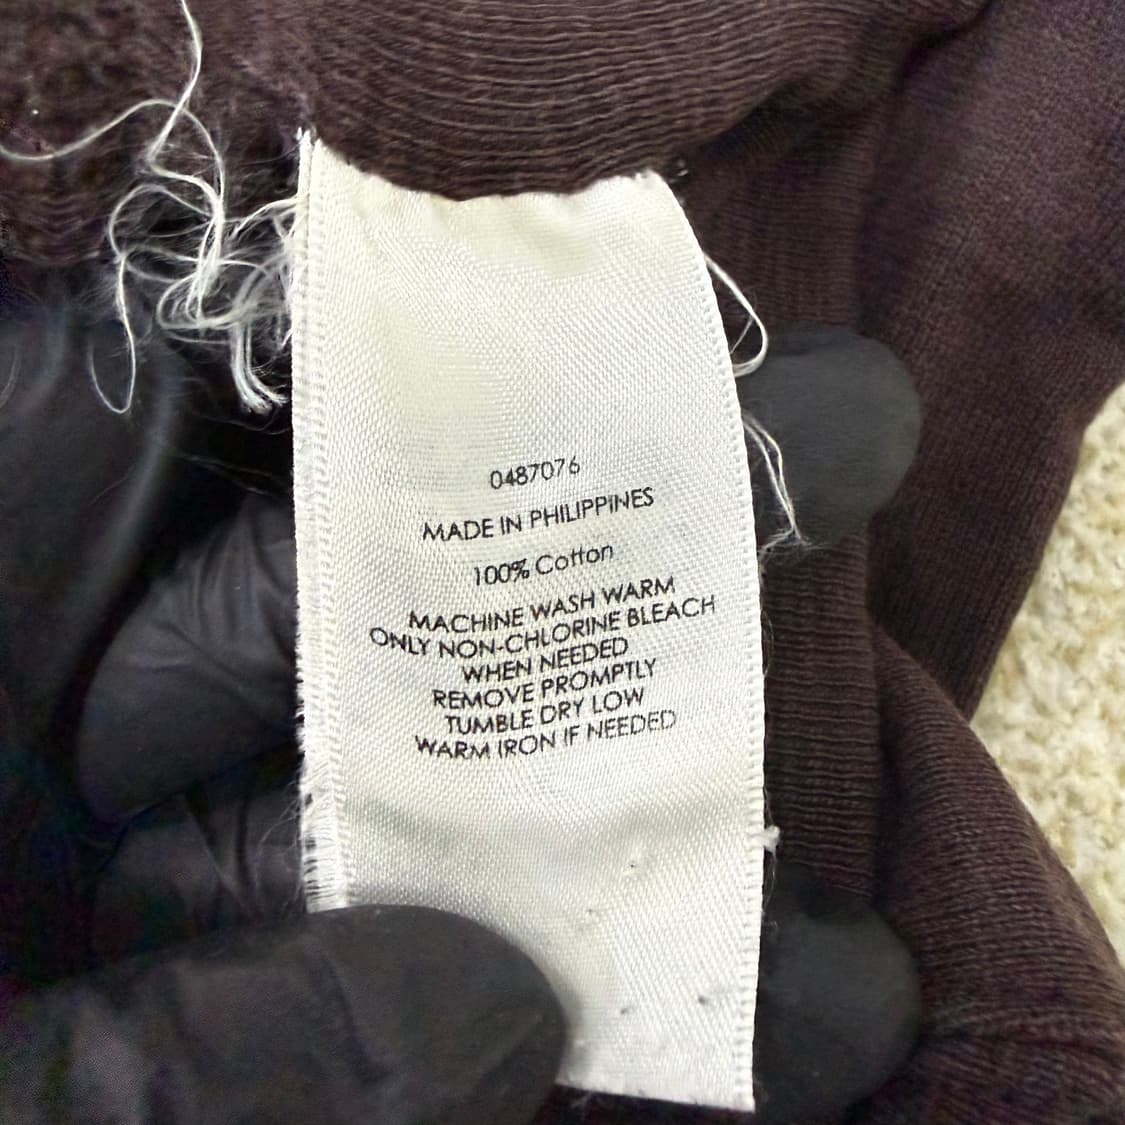 0487076
MADE IN PHILIPPINES
100% Cotton
MACHINE WASH WARM
ONLY NON-CHLORINE BLEACH
WHEN NEEDED
REMOVE PROMPTLY
TUMBLE DRY LOW
WARM IRON IF NEEDED